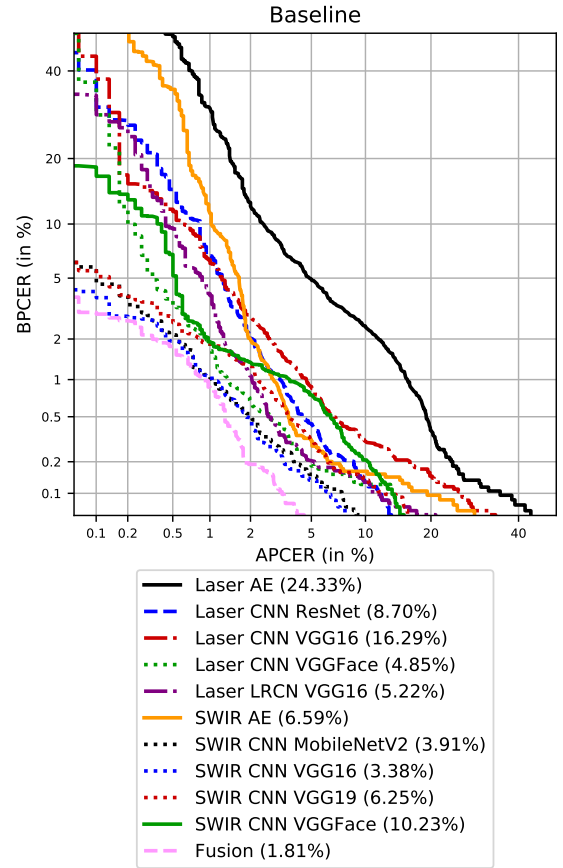 Baseline
BPCER (in %)
40
20
10
5
2
1
0.5
0.2
0.1
0.1 0.2 0.5 1 2 5 10 20 40
APCER (in %)
Laser AE (24.33%)
Laser CNN ResNet (8.70%)
Laser CNN VGG16 (16.29%)
Laser CNN VGGFace (4.85%)
Laser LRCN VGG16 (5.22%)
SWIR AE (6.59%)
SWIR CNN MobileNetV2 (3.91%)
SWIR CNN VGG16 (3.38%)
SWIR CNN VGG19 (6.25%)
SWIR CNN VGGFace (10.23%)
Fusion (1.81%)